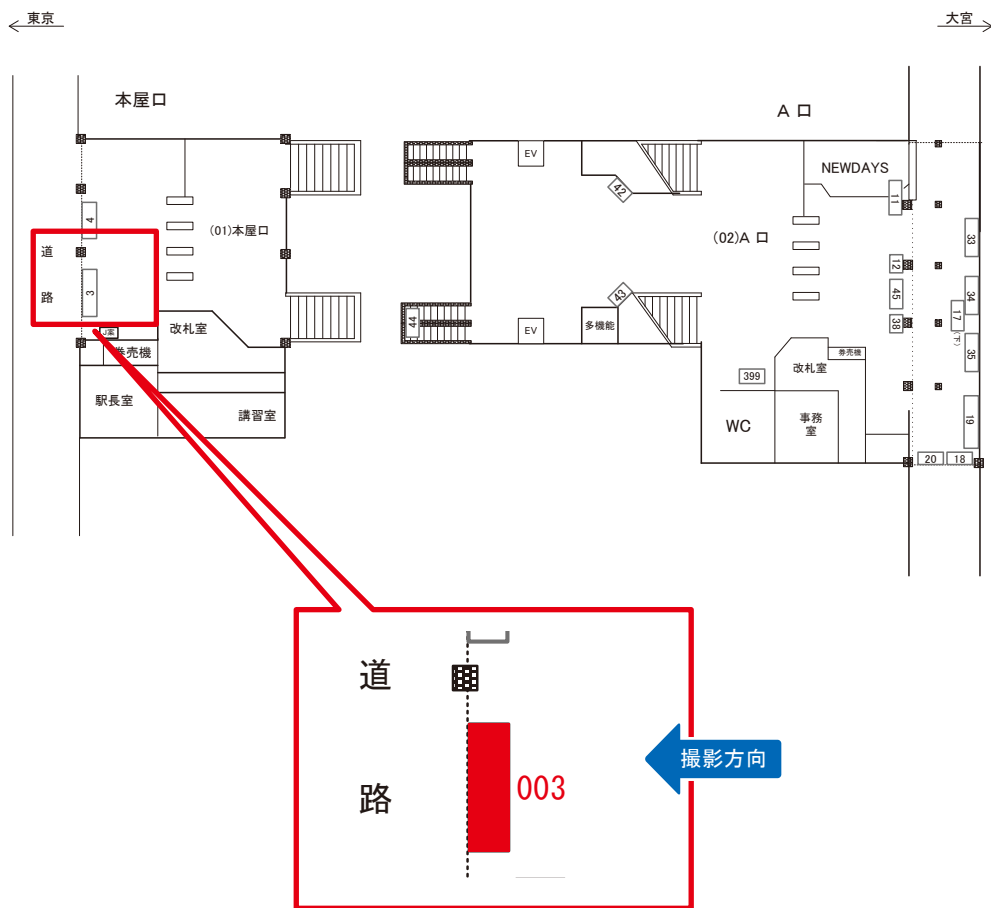 東京
大宮
本屋口
A 口
EV
NEWDAYS
42
11
4
(01)本屋口
(02)A 口
33
道
路
3
12
45
34
17
(下)
43
44
38
35
J案
改札室
EV
多機能
券売機
改札室
券売機
399
駅長室
講習室
WC
事務
室
19
20
18
道
路
003
撮影方向